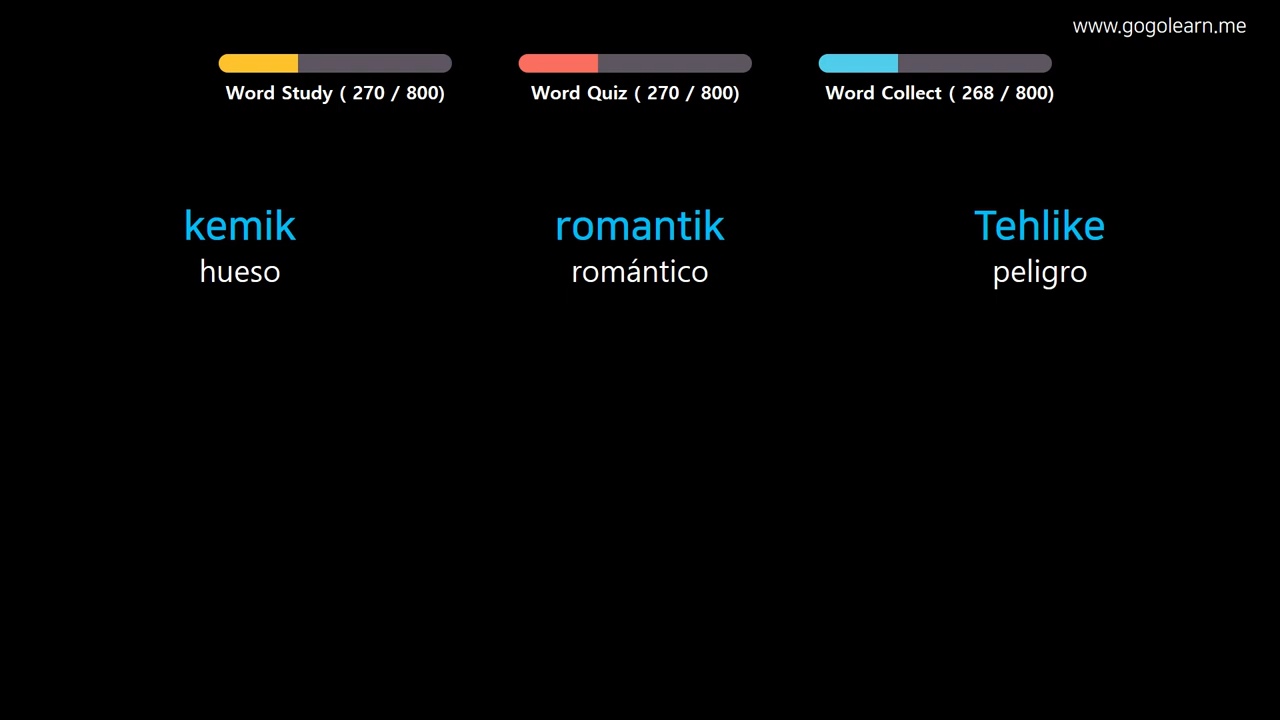 www.gogolearn.me
Word Study ( 270 / 800)
Word Quiz ( 270 / 800)
Word Collect ( 268 / 800)
kemik
hueso
romantik
romántico
Tehlike
peligro